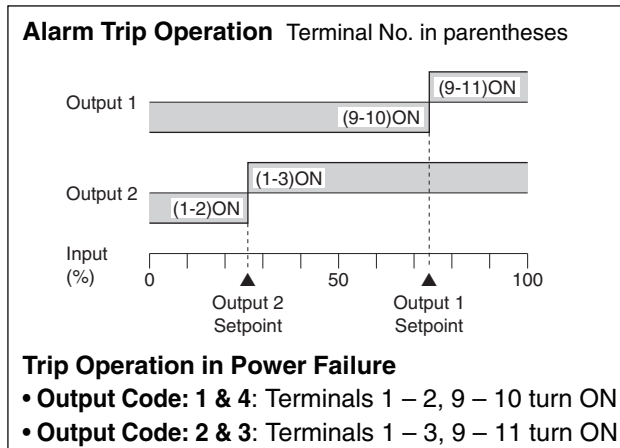 Alarm Trip Operation Terminal No. in parentheses
(9-11)ON
Output 1
(9-10)ON
(1-3)ON
Output 2
(1-2)ON
Input
(%)
0 50 100
Output 2 Output 1
Setpoint Setpoint
Trip Operation in Power Failure
• Output Code: 1 & 4: Terminals 1 – 2, 9 – 10 turn ON
• Output Code: 2 & 3: Terminals 1 – 3, 9 – 11 turn ON